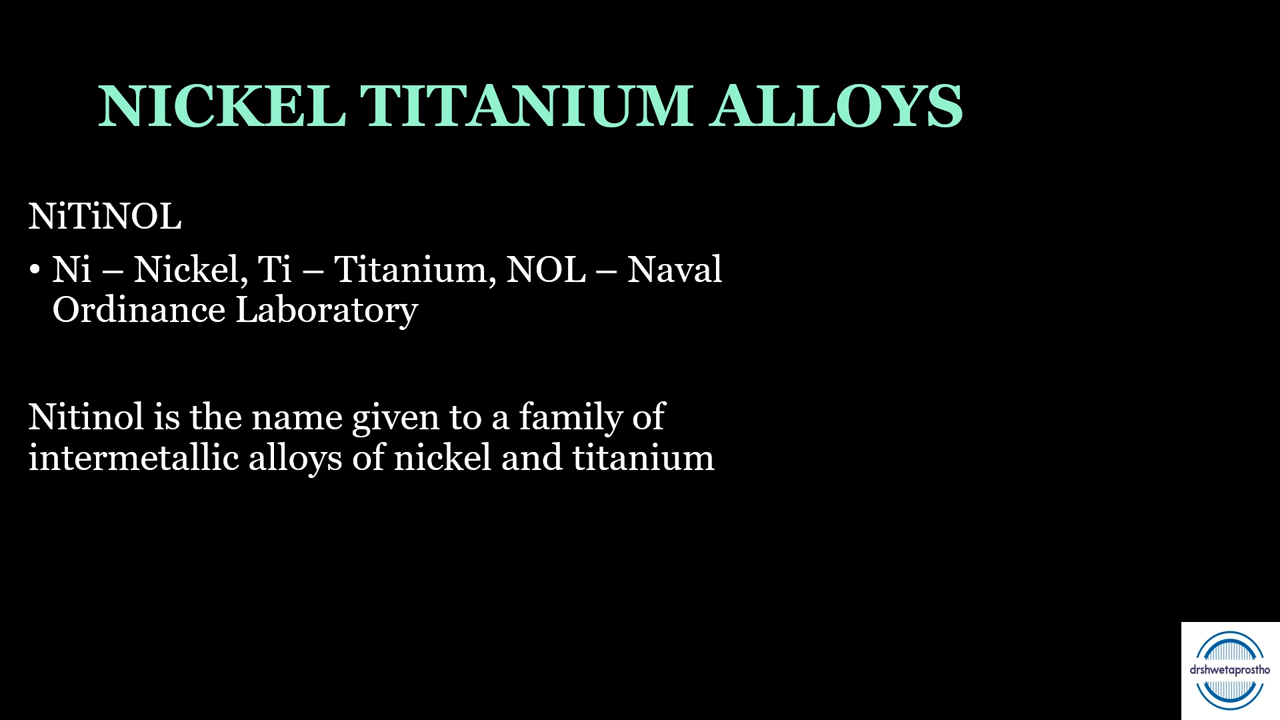 NICKEL TITANIUM ALLOYS
NiTiNOL
• Ni – Nickel, Ti – Titanium, NOL – Naval
Ordinance Laboratory
Nitinol is the name given to a family of
intermetallic alloys of nickel and titanium
drshwetaprostho